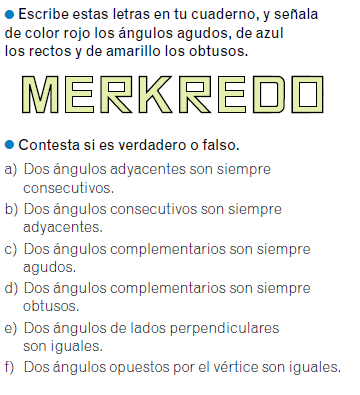 ● Escribe estas letras en tu cuaderno, y señala
de color rojo los ángulos agudos, de azul
los rectos y de amarillo los obtusos.
MERKREDO
● Contesta si es verdadero o falso.
a) Dos ángulos adyacentes son siempre
consecutivos.
b) Dos ángulos consecutivos son siempre
adyacentes.
c) Dos ángulos complementarios son siempre
agudos.
d) Dos ángulos complementarios son siempre
obtusos.
e) Dos ángulos de lados perpendiculares
son iguales.
f) Dos ángulos opuestos por el vértice son iguales.